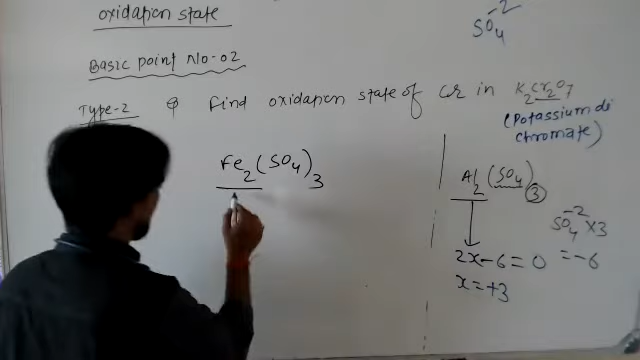 oxidation state
SO4^-2
Basic point No-02
Type-2 Q Find oxidation state of Cr in K2Cr2O7
(Potassium di chromate)
Fe2(SO4)3
Al2(SO4)3
SO4^-2 ×3
= -6
2x-6=0
x=+3